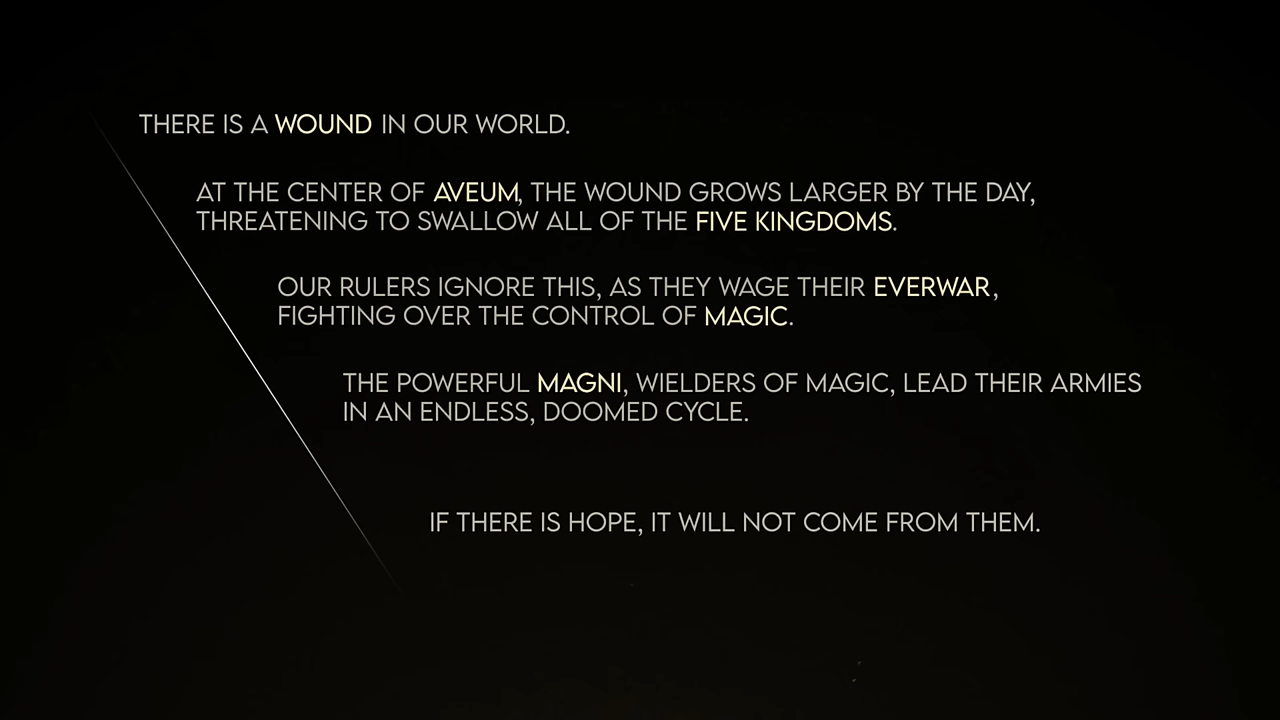 THERE IS A WOUND IN OUR WORLD.
AT THE CENTER OF AVEUM, THE WOUND GROWS LARGER BY THE DAY,
THREATENING TO SWALLOW ALL OF THE FIVE KINGDOMS.
OUR RULERS IGNORE THIS, AS THEY WAGE THEIR EVERWAR,
FIGHTING OVER THE CONTROL OF MAGIC.
THE POWERFUL MAGNI, WIELDERS OF MAGIC, LEAD THEIR ARMIES
IN AN ENDLESS, DOOMED CYCLE.
IF THERE IS HOPE, IT WILL NOT COME FROM THEM.